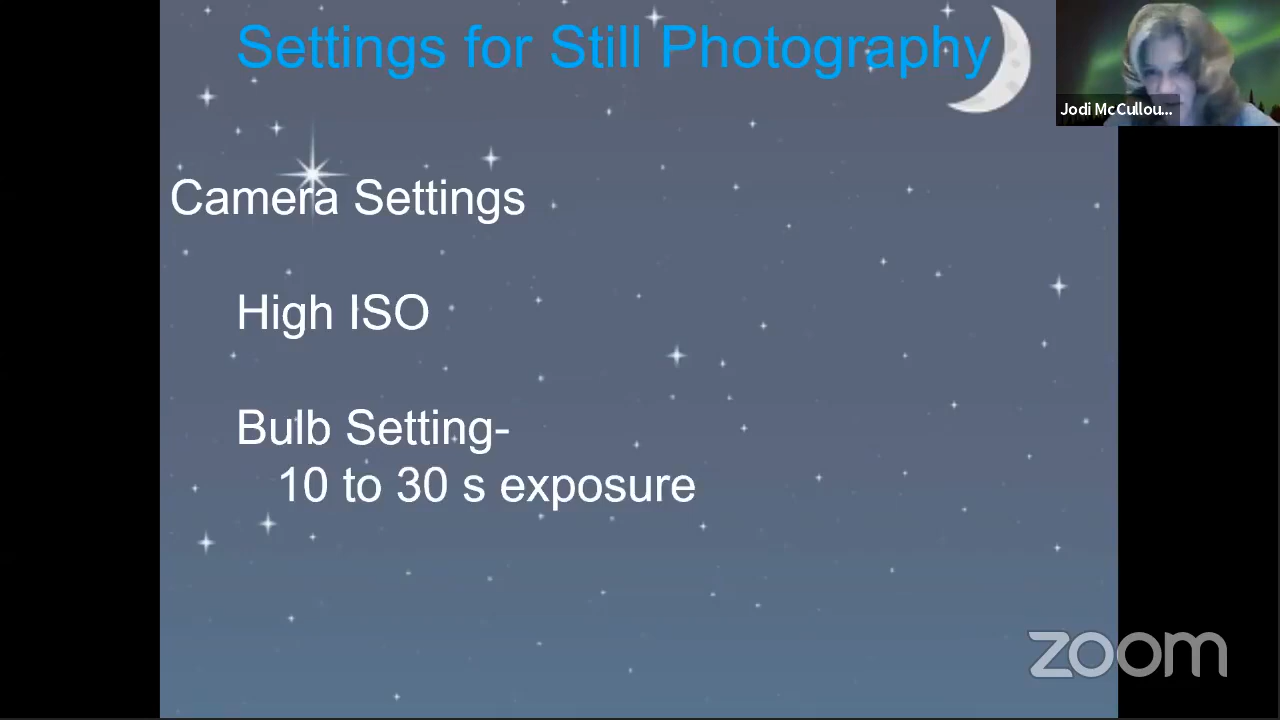 Settings for Still Photography
Jodi McCullou...
Camera Settings
High ISO
Bulb Setting-
10 to 30 s exposure
zoom